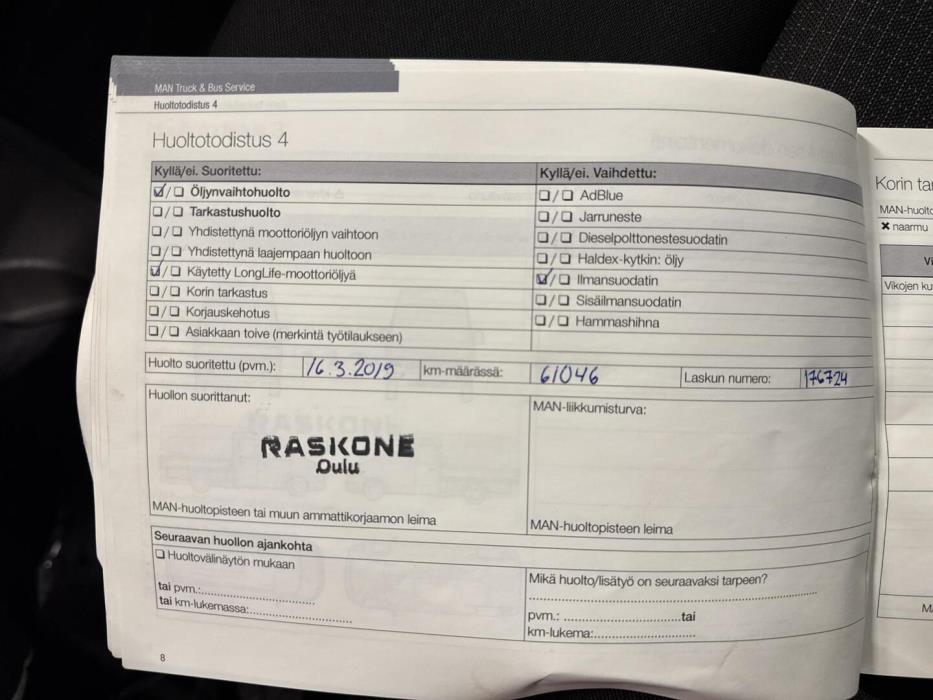 MAN Truck & Bus Service
Huoltotodistus 4
Huoltotodistus 4
Kyllä/ei. Suoritettu:
☑/☐ Öljynvaihtohuolto
☐/☐ Tarkastushuolto
☐/☐ Yhdistettynä moottoriöljyn vaihtoon
☐/☐ Yhdistettynä laajempaan huoltoon
☑/☐ Käytetty LongLife-moottoriöljyä
☐/☐ Korin tarkastus
☐/☐ Korjauskehotus
☐/☐ Asiakkaan toive (merkintä työtilaukseen)
Kyllä/ei. Vaihdettu:
☐/☐ AdBlue
☐/☐ Jarruneste
☐/☐ Dieselpolttonestesuodatin
☐/☐ Haldex-kytkin: öljy
☑/☐ Ilmansuodatin
☐/☐ Sisäilmansuodatin
☐/☐ Hammashihna
Huolto suoritettu (pvm.): 16.3.2019 km-määrässä: 61046 Laskun numero: 176724
Huollon suorittanut:
RASKONE
Oulu
MAN-huoltopisteen tai muun ammattikorjaamon leima
MAN-liikkumisturva:
MAN-huoltopisteen leima
Seuraavan huollon ajankohta
☐ Huoltovälinäytön mukaan
tai pvm.:..............................
tai km-lukemassa:...........................
Mikä huolto/lisätyö on seuraavaksi tarpeen?
pvm.: ..............................tai
km-lukema:..........................
8
Korin tar
MAN-huolto
✖ naarmu
Vi
Vikojen ku
M